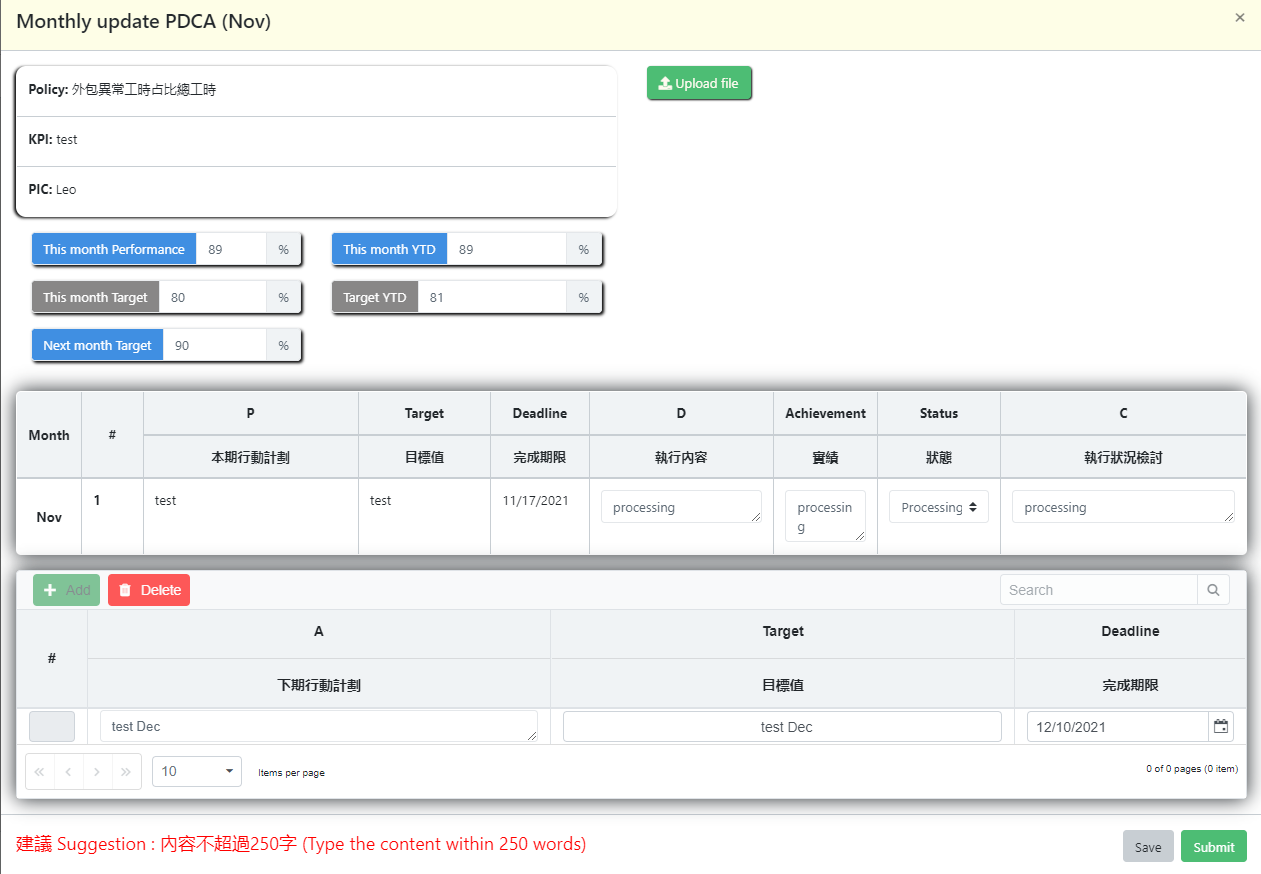 Monthly update PDCA (Nov)
×
Policy: 外包異常工時占比總工時
Upload file
KPI: test
PIC: Leo
This month Performance 89 %
This month YTD 89 %
This month Target 80 %
Target YTD 81 %
Next month Target 90 %
Month # P Target Deadline D Achievement Status C
本期行動計劃 目標值 完成期限 執行內容 實績 狀態 執行狀況檢討
Nov 1 test test 11/17/2021 processing processin Processing processing
g
Add Delete Search
# A Target Deadline
下期行動計劃 目標值 完成期限
test Dec test Dec 12/10/2021
« ‹ › » 10 Items per page 0 of 0 pages (0 item)
建議 Suggestion : 內容不超過250字 (Type the content within 250 words)
Save Submit